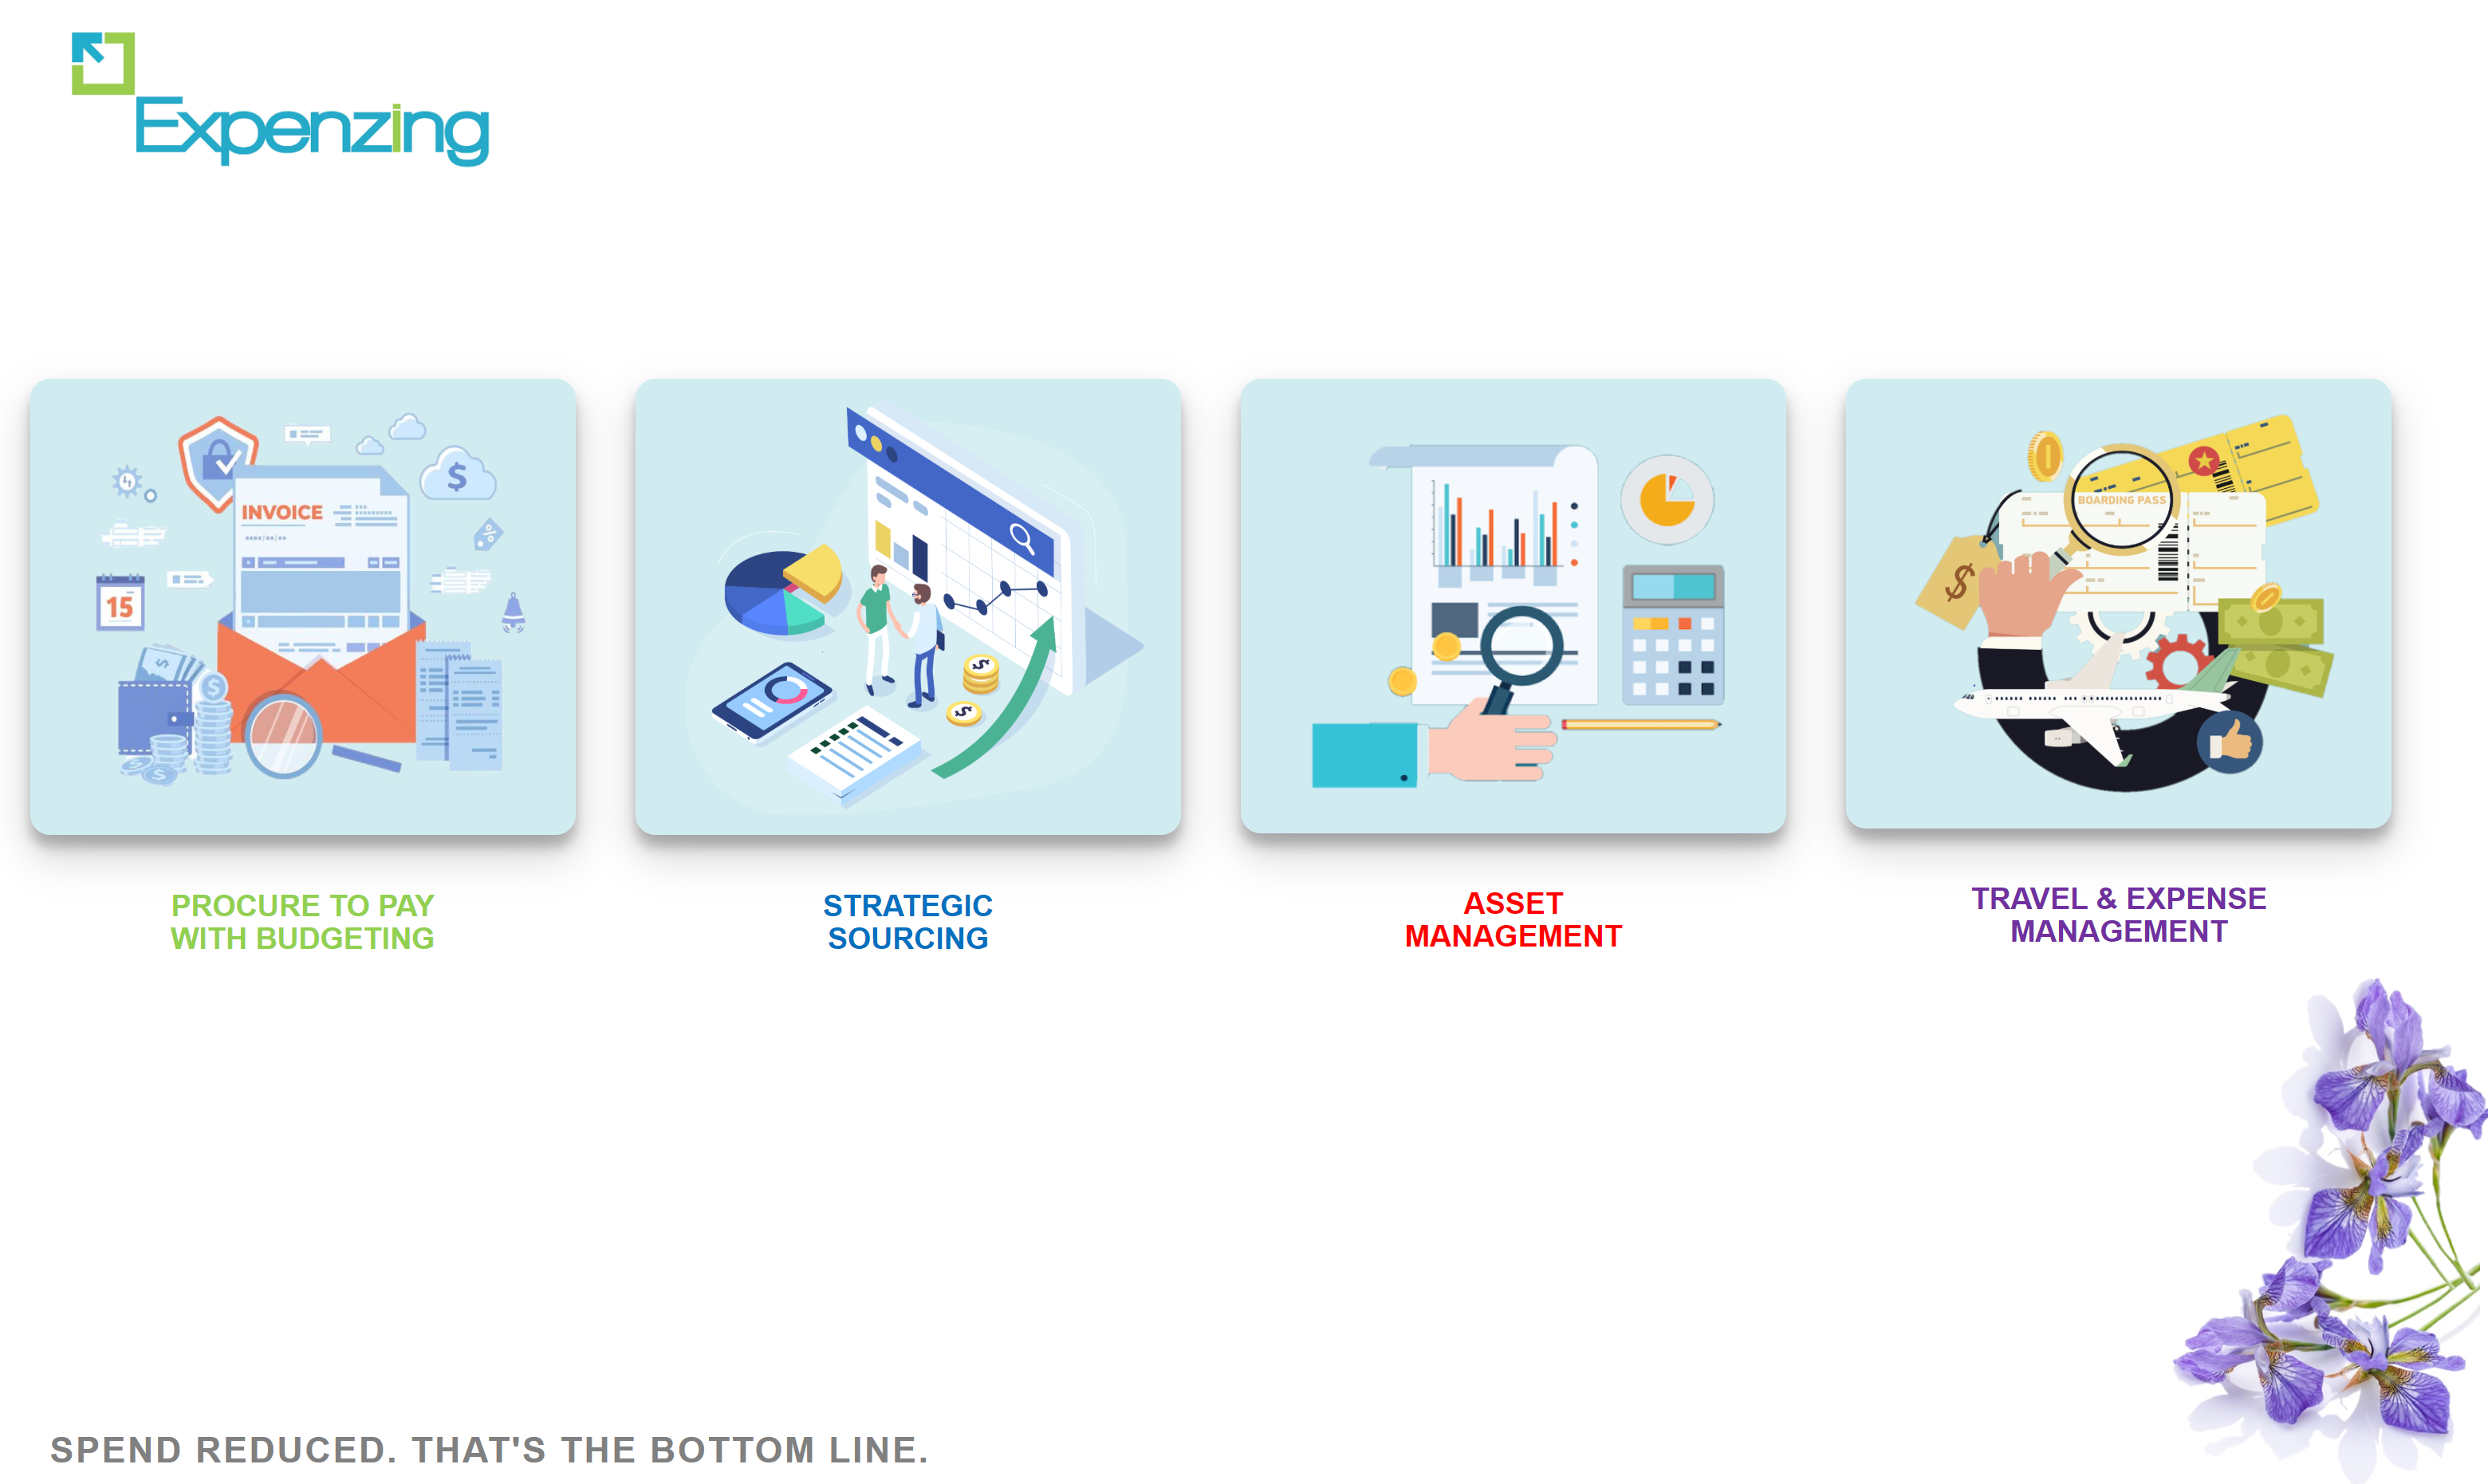 Expenzing
INVOICE
15
$
$
BOARDING PASS
$
PROCURE TO PAY
WITH BUDGETING
STRATEGIC
SOURCING
ASSET
MANAGEMENT
TRAVEL & EXPENSE
MANAGEMENT
SPEND REDUCED. THAT'S THE BOTTOM LINE.